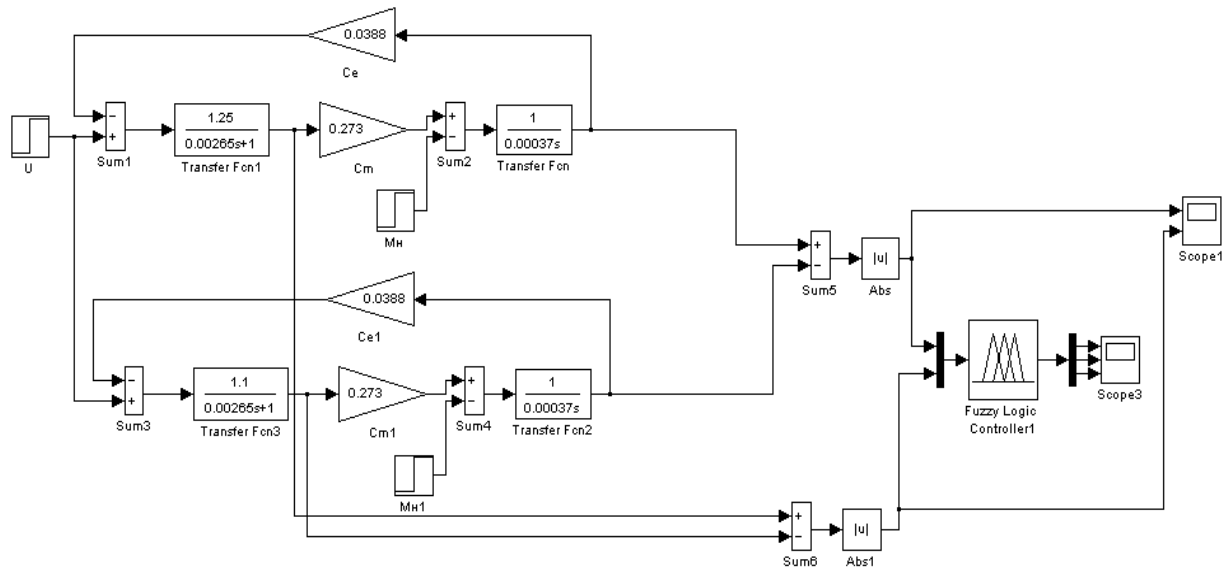 0.0388
Ce
U
−
+
Sum1
1.25
0.00265s+1
Transfer Fcn1
0.273
Cm
+
−
Sum2
1
0.00037s
Transfer Fcn
Мн
+
−
Sum5
|u|
Abs
Scope1
0.0388
Ce1
−
+
Sum3
1.1
0.00265s+1
Transfer Fcn3
0.273
Cm1
+
−
Sum4
1
0.00037s
Transfer Fcn2
Fuzzy Logic
Controller1
Scope3
Мн1
+
−
Sum6
|u|
Abs1